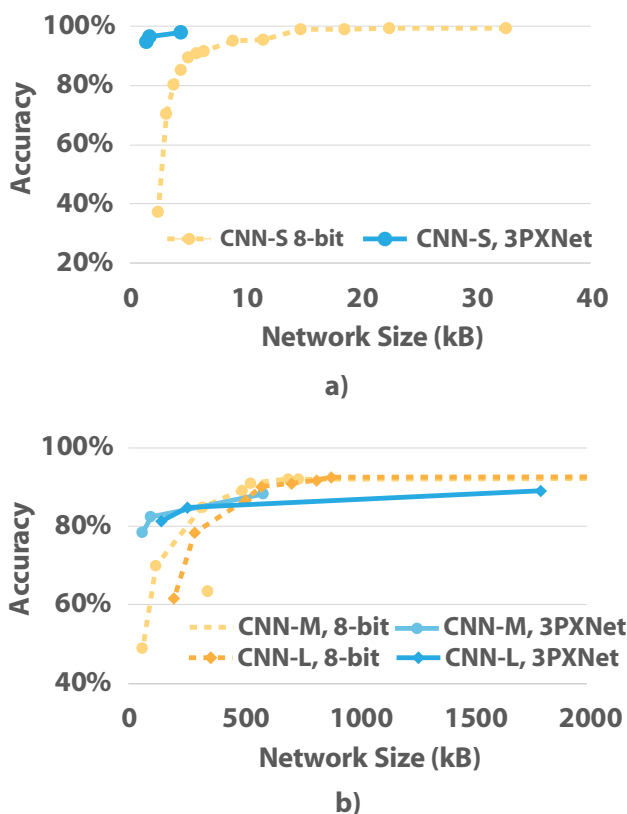 100%
80%
60%
40%
20%
Accuracy
CNN-S 8-bit
CNN-S, 3PXNet
0 10 20 30 40
Network Size (kB)
a)
100%
80%
60%
40%
Accuracy
CNN-M, 8-bit
CNN-M, 3PXNet
CNN-L, 8-bit
CNN-L, 3PXNet
0 500 1000 1500 2000
Network Size (kB)
b)